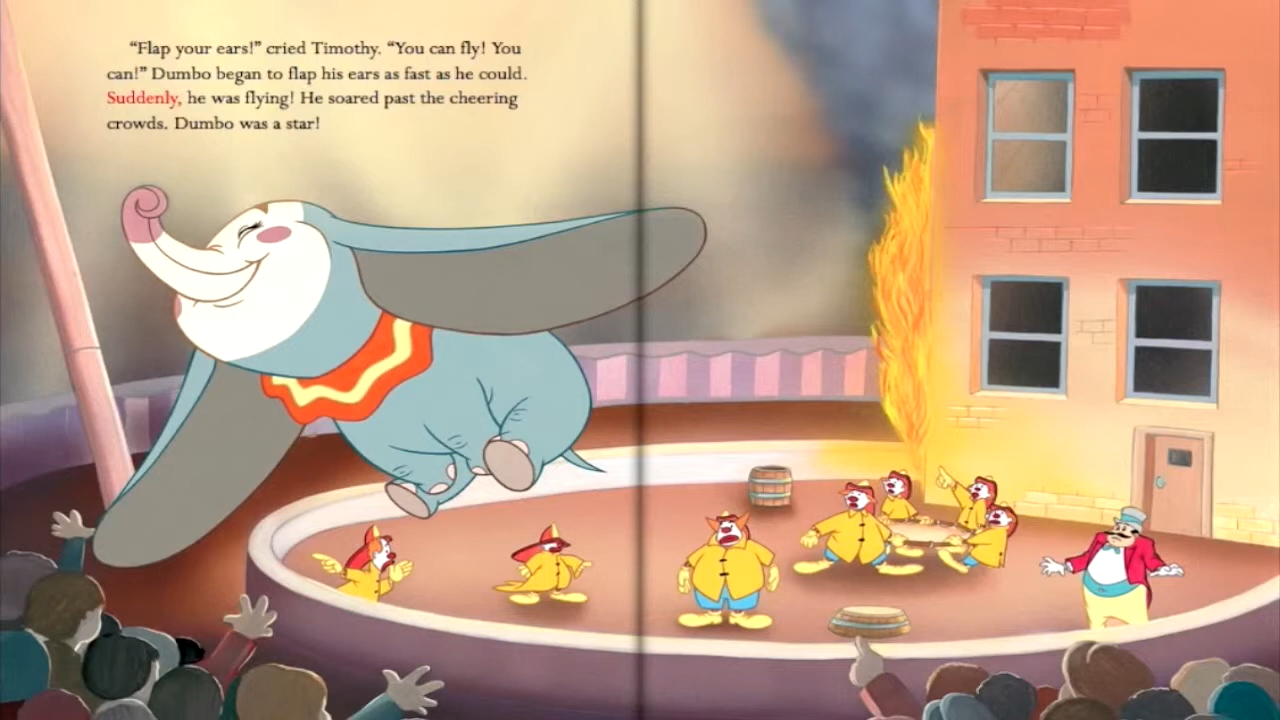 “Flap your ears!” cried Timothy. “You can fly! You
can!” Dumbo began to flap his ears as fast as he could.
Suddenly, he was flying! He soared past the cheering
crowds. Dumbo was a star!